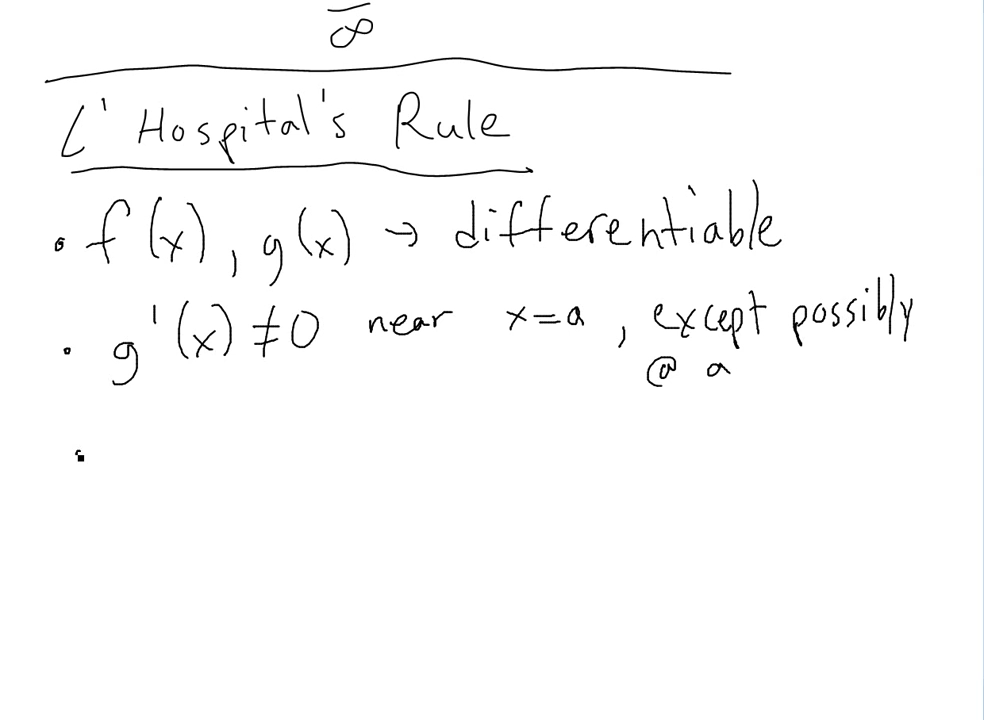 ∞
L'Hospital's Rule
• f(x), g(x) → differentiable
• g'(x) ≠ 0 near x=a, except possibly
@ a
•